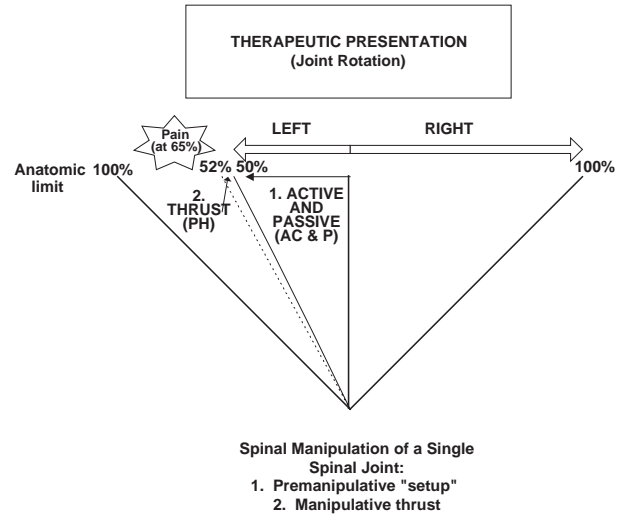 THERAPEUTIC PRESENTATION
(Joint Rotation)
Pain
(at 65%)
LEFT
RIGHT
Anatomic
limit
100%
52%
50%
100%
2.
THRUST
(PH)
1. ACTIVE
AND
PASSIVE
(AC & P)
Spinal Manipulation of a Single
Spinal Joint:
1. Premanipulative "setup"
2. Manipulative thrust